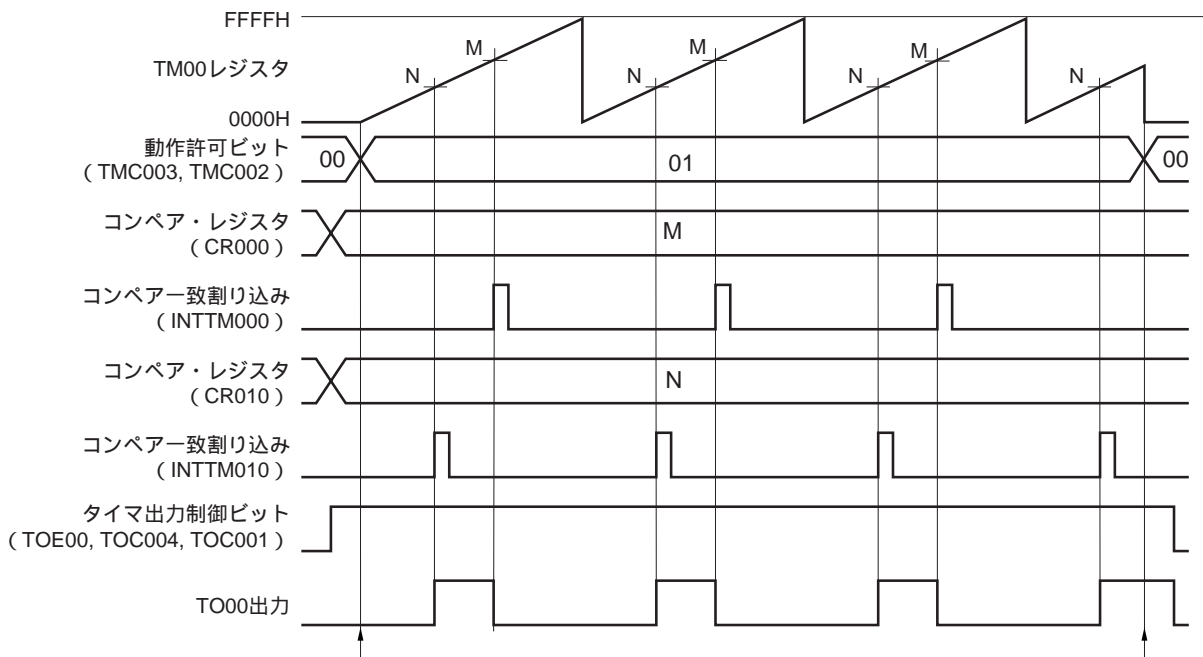 FFFFH
M
M
M
TM00レジスタ
N
N
N
N
0000H
動作許可ビット
( TMC003, TMC002 )
00
01
00
コンペア・レジスタ
( CR000 )
M
コンペア一致割り込み
( INTTM000 )
コンペア・レジスタ
( CR010 )
N
コンペア一致割り込み
( INTTM010 )
タイマ出力制御ビット
( TOE00, TOC004, TOC001 )
TO00出力